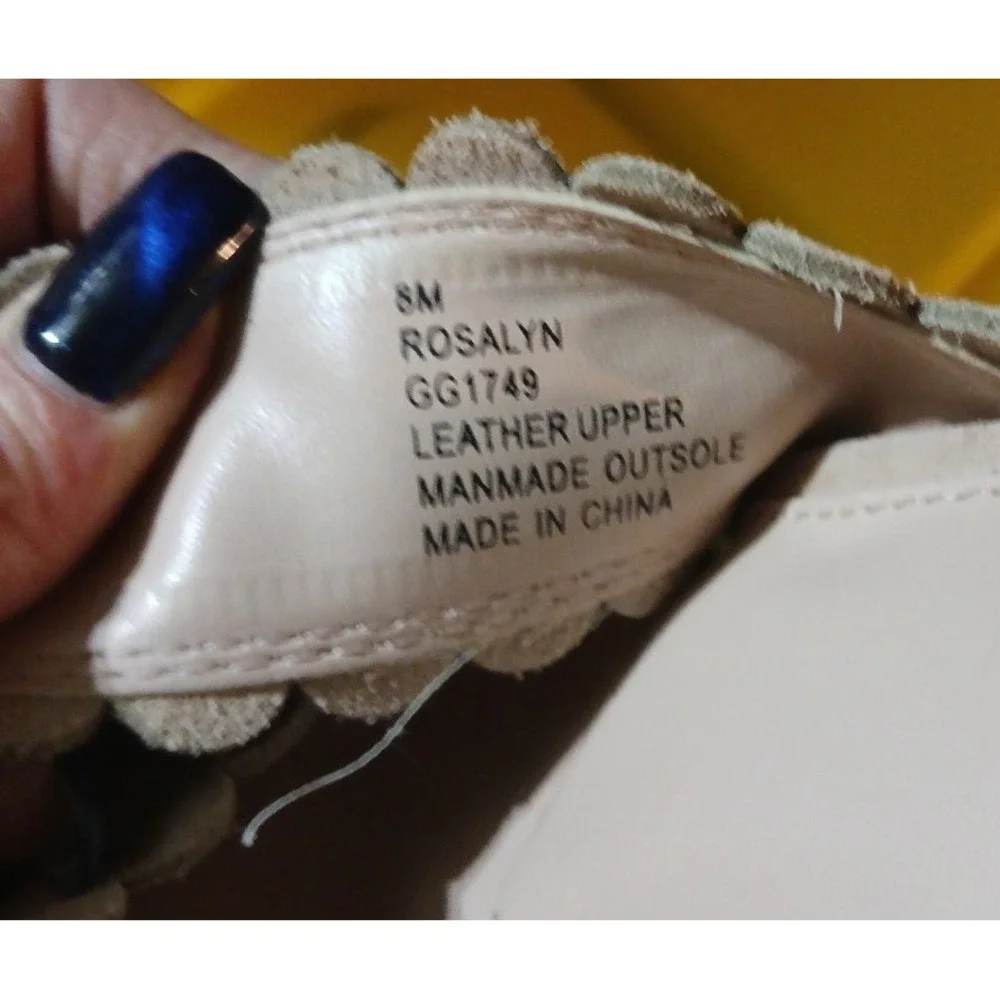 8M
ROSALYN
GG1749
LEATHER UPPER
MANMADE OUTSOLE
MADE IN CHINA